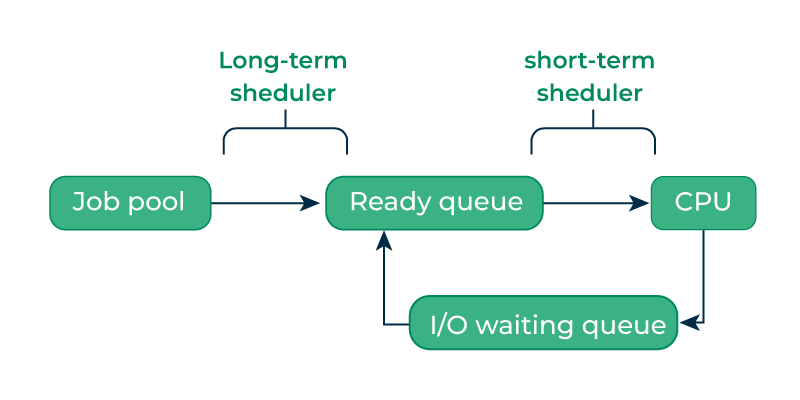 Long-term
sheduler
short-term
sheduler
Job pool
Ready queue
CPU
I/O waiting queue